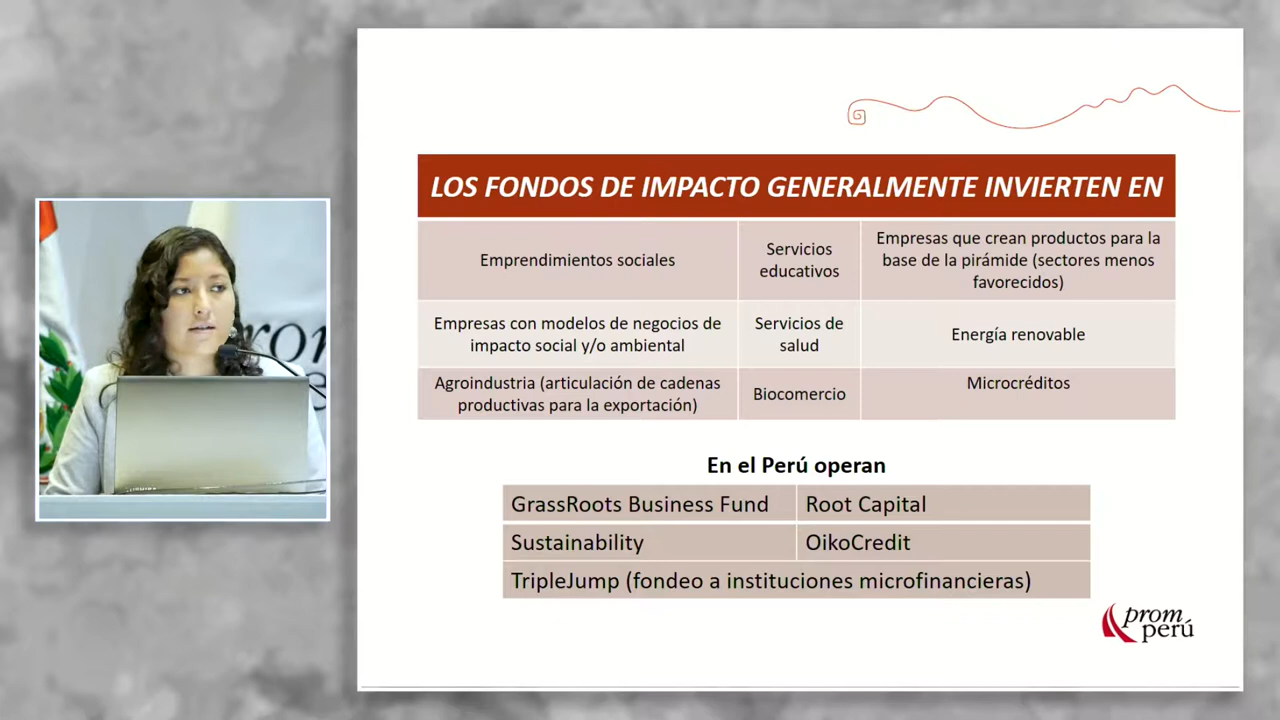 LOS FONDOS DE IMPACTO GENERALMENTE INVIERTEN EN
Emprendimientos sociales
Servicios
educativos
Empresas que crean productos para la
base de la pirámide (sectores menos
favorecidos)
Empresas con modelos de negocios de
impacto social y/o ambiental
Servicios de
salud
Energía renovable
Agroindustria (articulación de cadenas
productivas para la exportación)
Biocomercio
Microcréditos
En el Perú operan
GrassRoots Business Fund
Root Capital
Sustainability
OikoCredit
TripleJump (fondeo a instituciones microfinancieras)
prom
perú